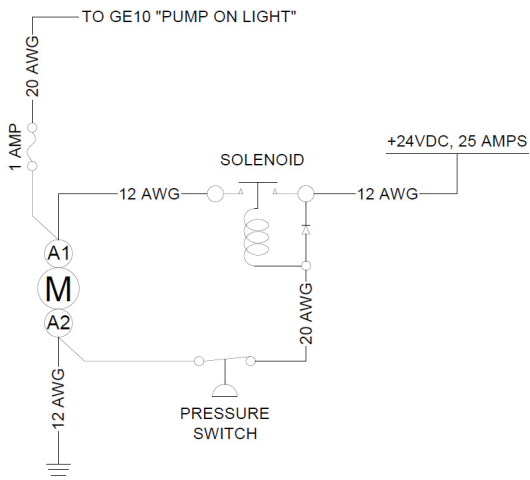 TO GE10 "PUMP ON LIGHT"
20 AWG
1 AMP
+24VDC, 25 AMPS
SOLENOID
12 AWG
12 AWG
A1
M
A2
20 AWG
12 AWG
PRESSURE
SWITCH